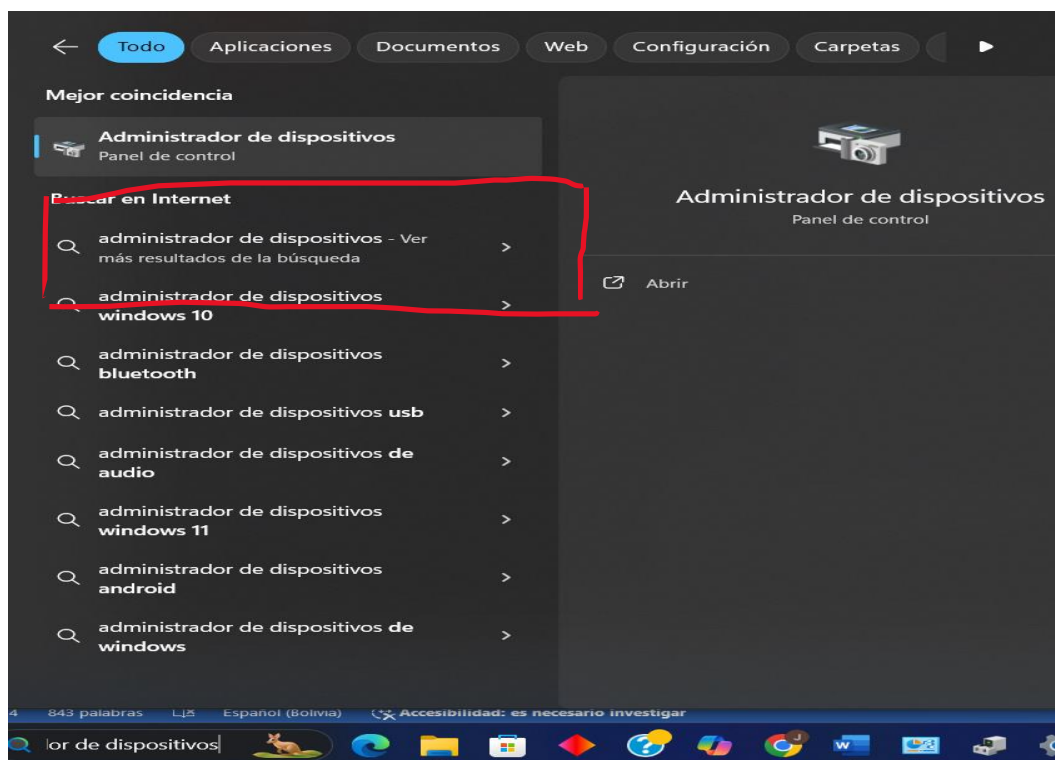 Todo Aplicaciones Documentos Web Configuración Carpetas
Mejor coincidencia
Administrador de dispositivos
Panel de control
Buscar en Internet
administrador de dispositivos - Ver
más resultados de la búsqueda
administrador de dispositivos
windows 10
administrador de dispositivos
bluetooth
administrador de dispositivos usb
administrador de dispositivos de
audio
administrador de dispositivos
windows 11
administrador de dispositivos
android
administrador de dispositivos de
windows
Administrador de dispositivos
Panel de control
Abrir
4 843 palabras Español (Bolivia) Accesibilidad: es necesario investigar
lor de dispositivos